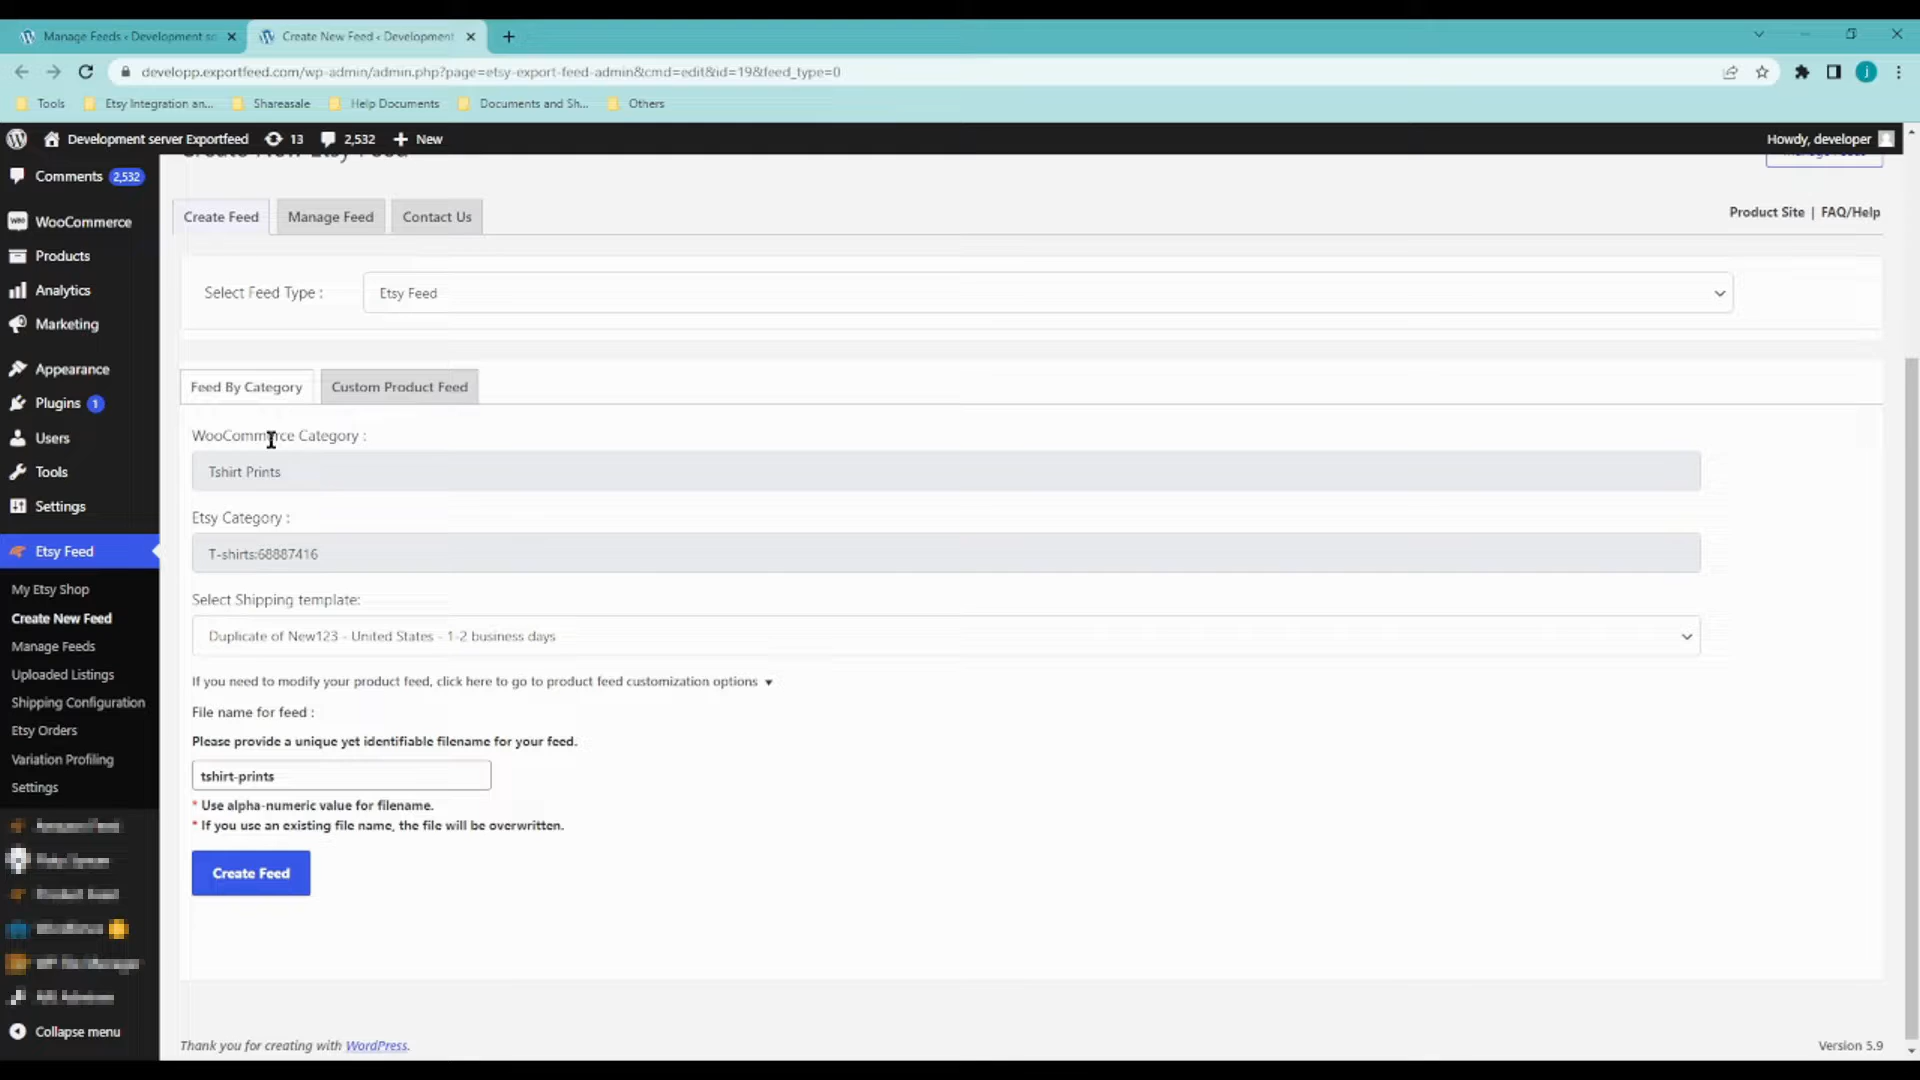 Manage Feeds ‹ Development se
Create New Feed ‹ Development
developp.exportfeed.com/wp-admin/admin.php?page=etsy-export-feed-admin&cmd=edit&id=19&feed_type=0
j
Tools
Etsy Integration an...
Shareasale
Help Documents
Documents and Sh...
Others
Development server Exportfeed
13
2,532
New
Howdy, developer
Create New Etsy Feed
Comments 2,532
WooCommerce
Products
Analytics
Marketing
Appearance
Plugins 1
Users
Tools
Settings
Etsy Feed
My Etsy Shop
Create New Feed
Manage Feeds
Uploaded Listings
Shipping Configuration
Etsy Orders
Variation Profiling
Settings
Collapse menu
Create Feed
Manage Feed
Contact Us
Product Site | FAQ/Help
Select Feed Type :
Etsy Feed
Feed By Category
Custom Product Feed
WooCommerce Category :
Tshirt Prints
Etsy Category :
T-shirts:68887416
Select Shipping template:
Duplicate of New123 - United States - 1-2 business days
If you need to modify your product feed, click here to go to product feed customization options ▼
File name for feed :
Please provide a unique yet identifiable filename for your feed.
tshirt-prints
* Use alpha-numeric value for filename.
* If you use an existing file name, the file will be overwritten.
Create Feed
Thank you for creating with WordPress.
Version 5.9